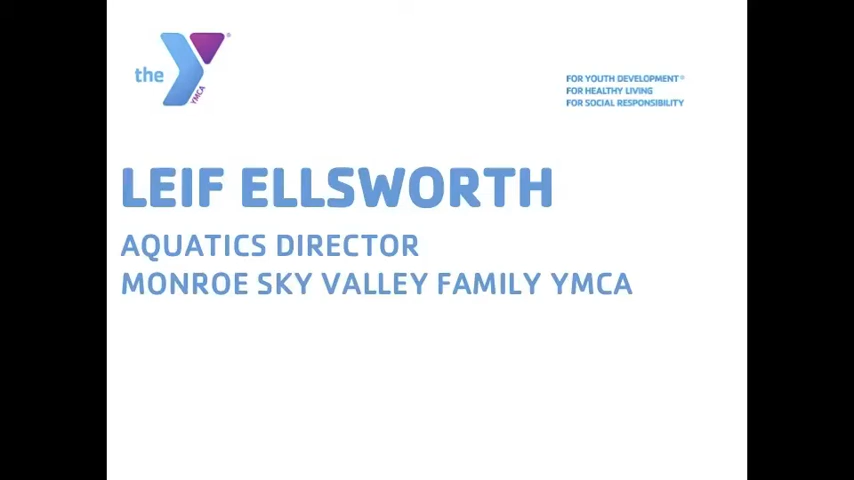 the
YMCA
FOR YOUTH DEVELOPMENT®
FOR HEALTHY LIVING
FOR SOCIAL RESPONSIBILITY
LEIF ELLSWORTH
AQUATICS DIRECTOR
MONROE SKY VALLEY FAMILY YMCA